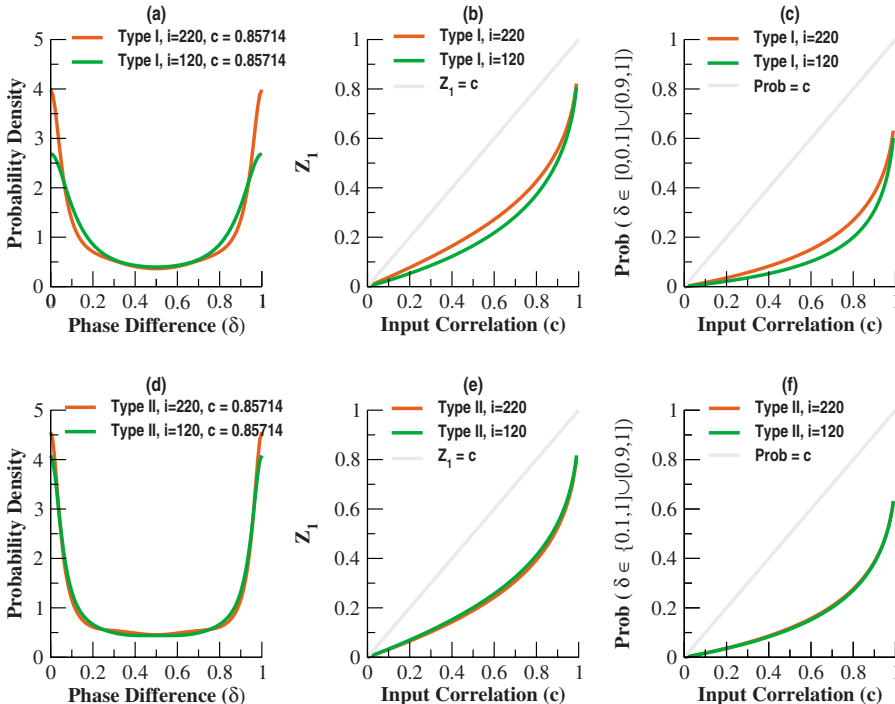 (a)
Type I, i=220, c = 0.85714
Type I, i=120, c = 0.85714
Probability Density
5
4
3
2
1
0
0 0.2 0.4 0.6 0.8 1
Phase Difference (δ)
(b)
Type I, i=220
Type I, i=120
Z1 = c
Z1
1
0.8
0.6
0.4
0.2
0
0 0.2 0.4 0.6 0.8 1
Input Correlation (c)
(c)
Type I, i=220
Type I, i=120
Prob = c
Prob ( δ ∈ [0,0.1]∪[0.9,1])
1
0.8
0.6
0.4
0.2
0
0 0.2 0.4 0.6 0.8 1
Input Correlation (c)
(d)
Type II, i=220, c = 0.85714
Type II, i=120, c = 0.85714
Probability Density
5
4
3
2
1
0
0 0.2 0.4 0.6 0.8 1
Phase Difference (δ)
(e)
Type II, i=220
Type II, i=120
Z1 = c
Z1
1
0.8
0.6
0.4
0.2
0
0 0.2 0.4 0.6 0.8 1
Input Correlation (c)
(f)
Type II, i=220
Type II, i=120
Prob = c
Prob ( δ ∈ {0.1,1]∪[0.9,1])
1
0.8
0.6
0.4
0.2
0
0 0.2 0.4 0.6 0.8 1
Input Correlation (c)